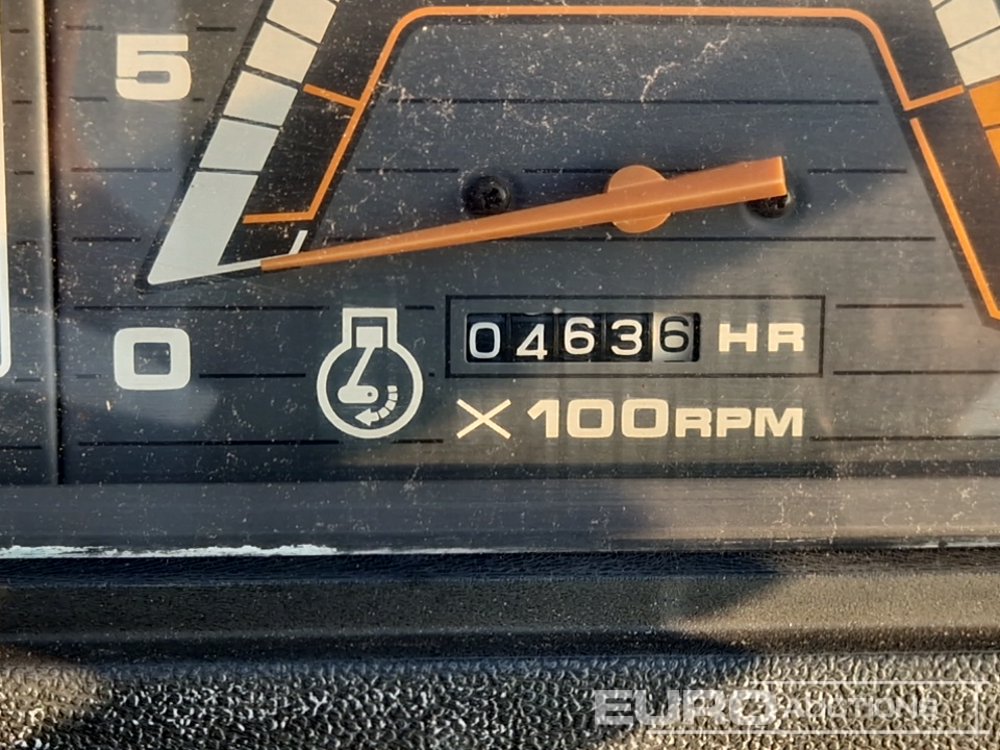 5
0
04636 HR
×100RPM
EURO AUCTIONS